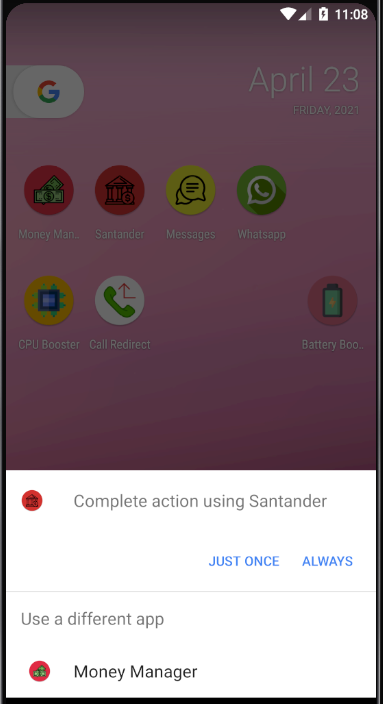 11:08
G
April 23
FRIDAY, 2021
Money Man..
Santander
Messages
Whatsapp
CPU Booster
Call Redirect
Battery Boo..
Complete action using Santander
JUST ONCE
ALWAYS
Use a different app
Money Manager